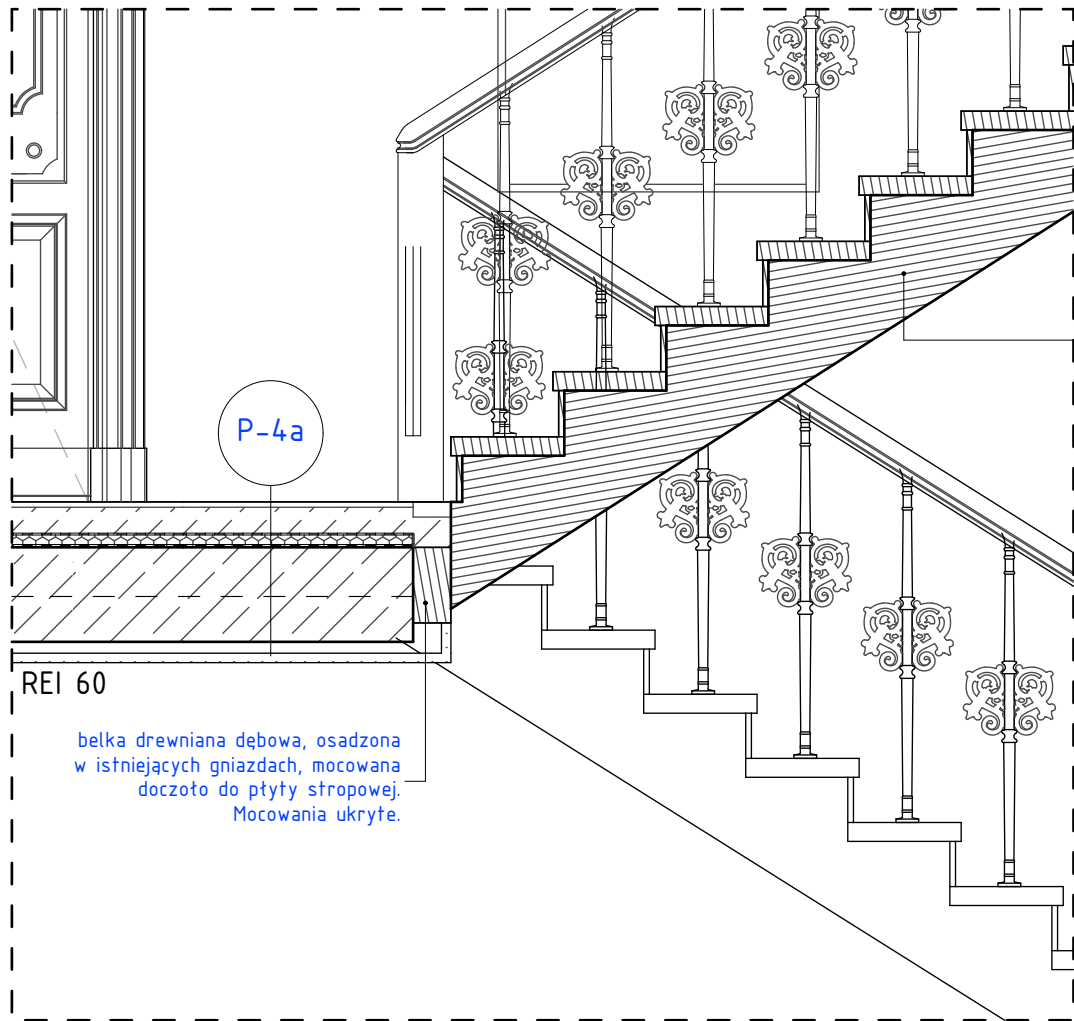 P-4a
REI 60
belka drewniana dębowa, osadzona
w istniejących gniazdach, mocowana
doczoło do płyty stropowej.
Mocowania ukryte.